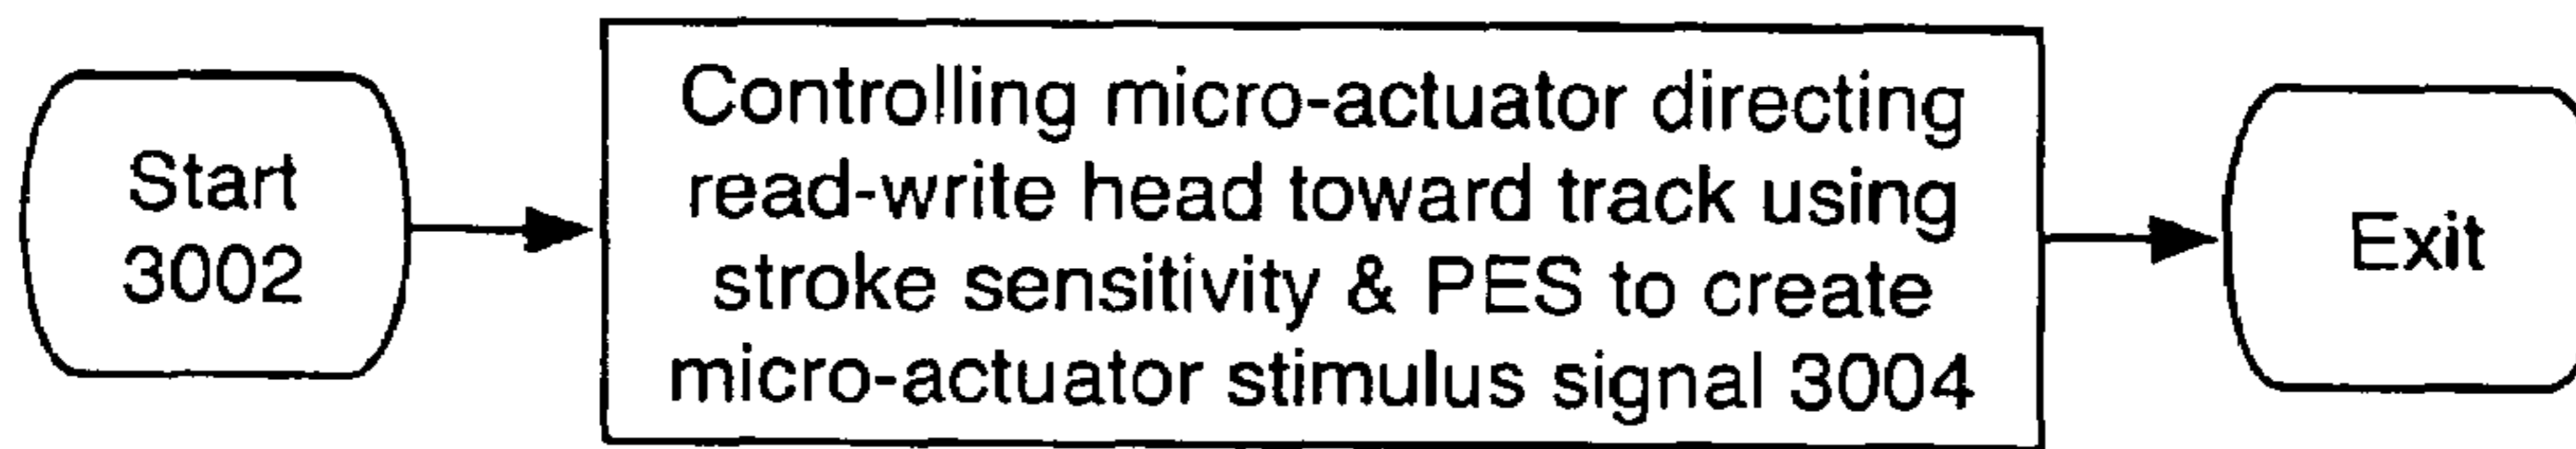 Start
3002
Controlling micro-actuator directing
read-write head toward track using
stroke sensitivity & PES to create
micro-actuator stimulus signal 3004
Exit